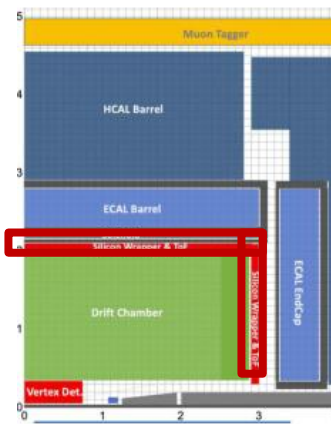 5
Muon Tagger
4
HCAL Barrel
3
ECAL Barrel
Silicon Wrapper & ToF
Silicon Wrapper & ToF
ECAL EndCap
Drift Chamber
1
Vertex Det.
0
0
1
2
3